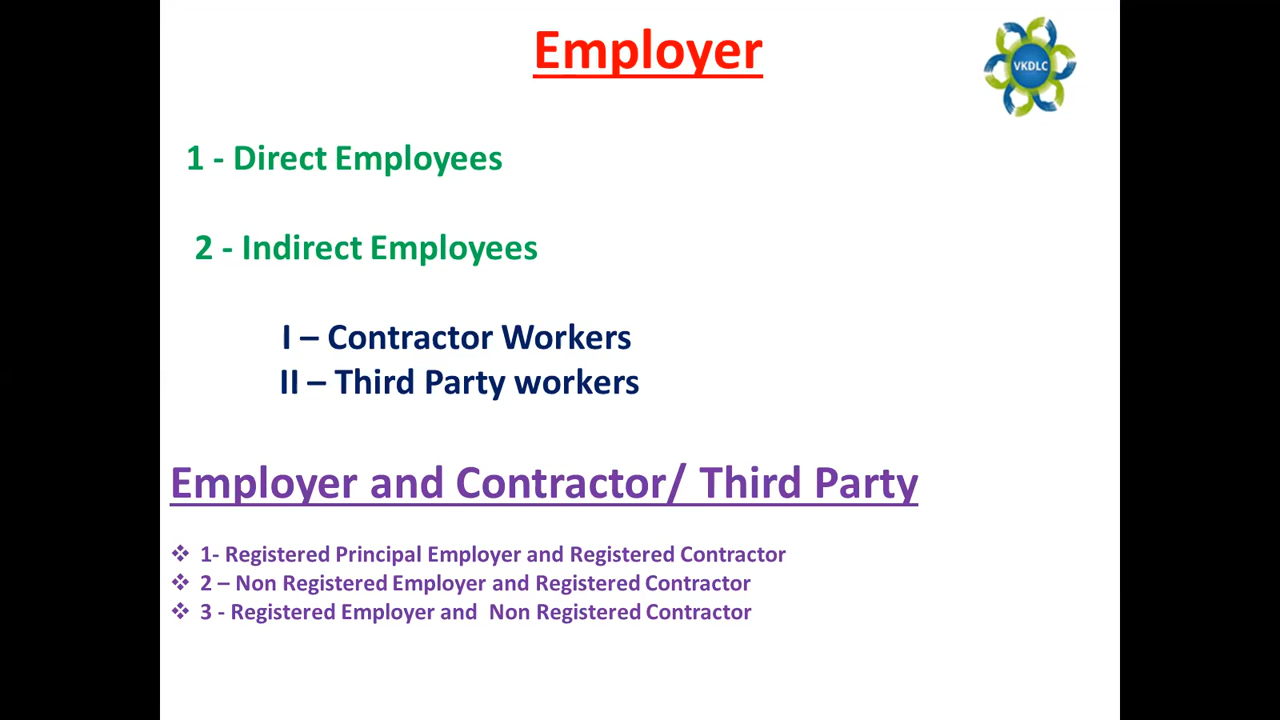 Employer
VKDLC
1 - Direct Employees
2 - Indirect Employees
I – Contractor Workers
II – Third Party workers
Employer and Contractor/ Third Party
❖ 1- Registered Principal Employer and Registered Contractor
❖ 2 – Non Registered Employer and Registered Contractor
❖ 3 - Registered Employer and Non Registered Contractor